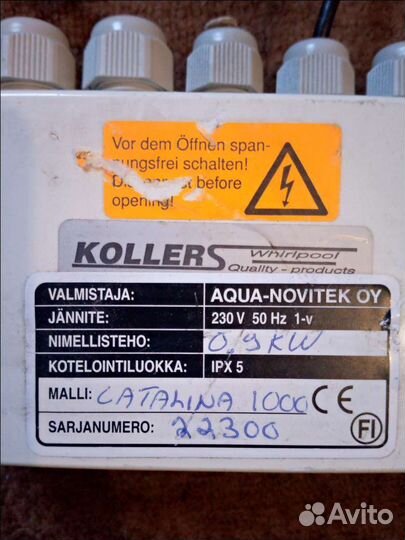 Vor dem Öffnen span-
nungsfrei schalten!
before
opening!
KOLLERS
Whirlpool
Quality - products
VALMISTAJA: AQUA-NOVITEK OY
JÄNNITE: 230 V 50 Hz 1-v
NIMELLISTEHO: 0,9 KW
KOTELOINTILUOKKA: IPX 5
MALLI: CATALINA 1000 CE
SARJANUMERO: 22300 FI
Avito